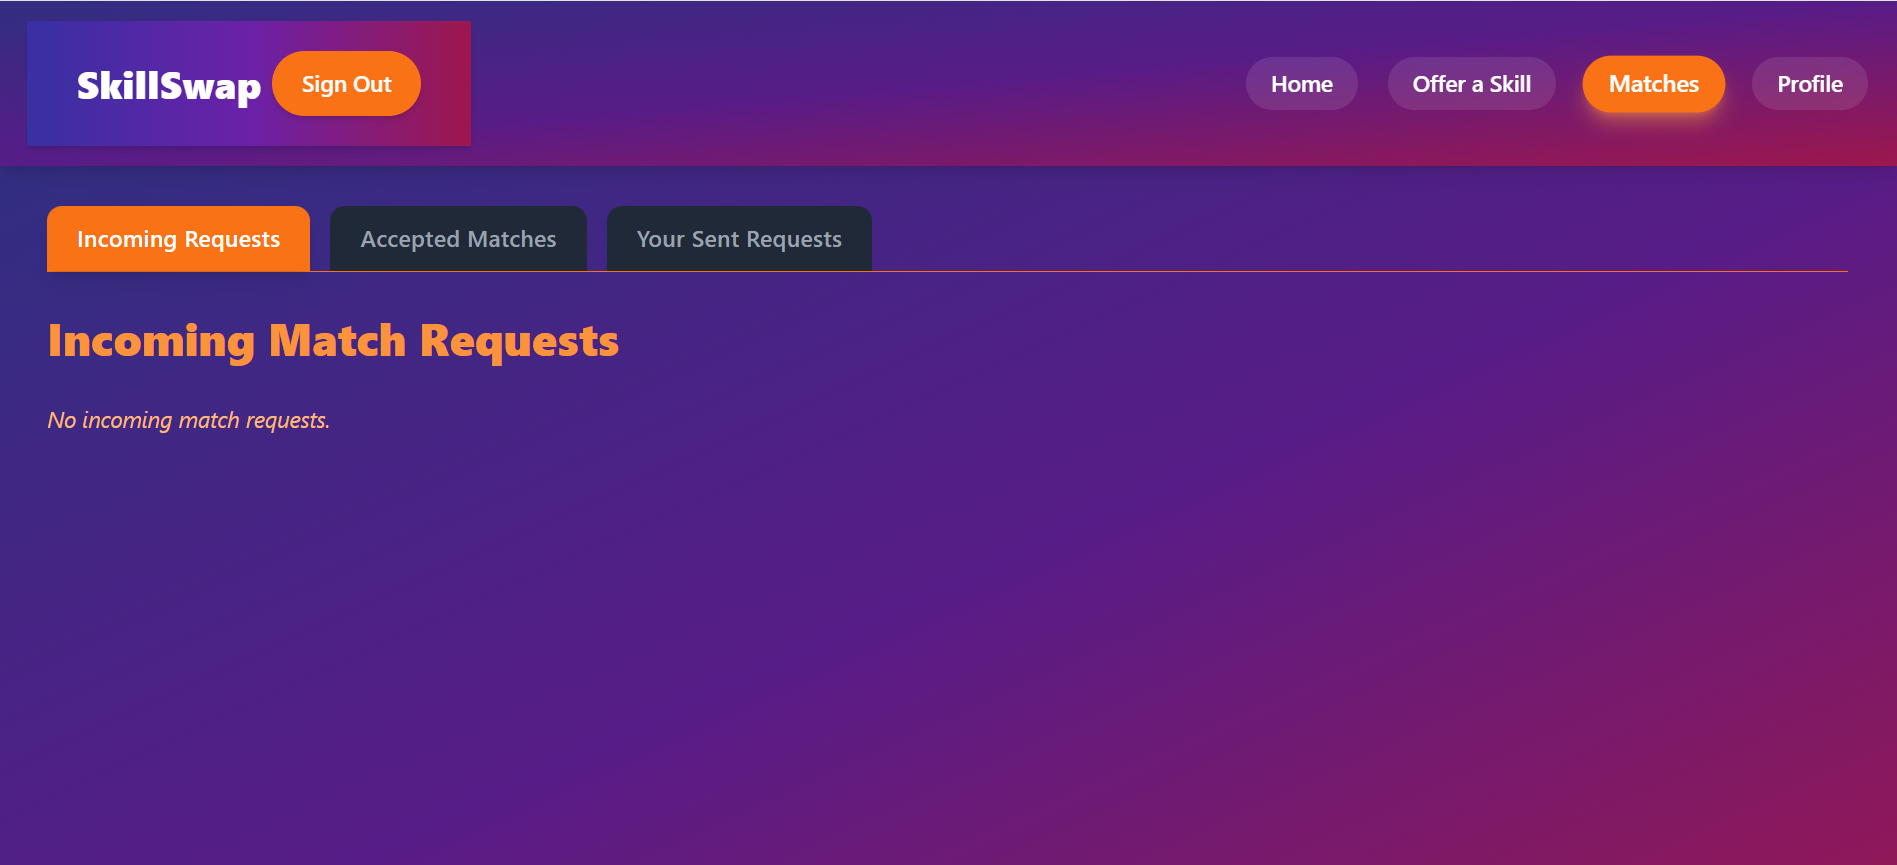 SkillSwap Sign Out Home Offer a Skill Matches Profile
Incoming Requests Accepted Matches Your Sent Requests
Incoming Match Requests
No incoming match requests.